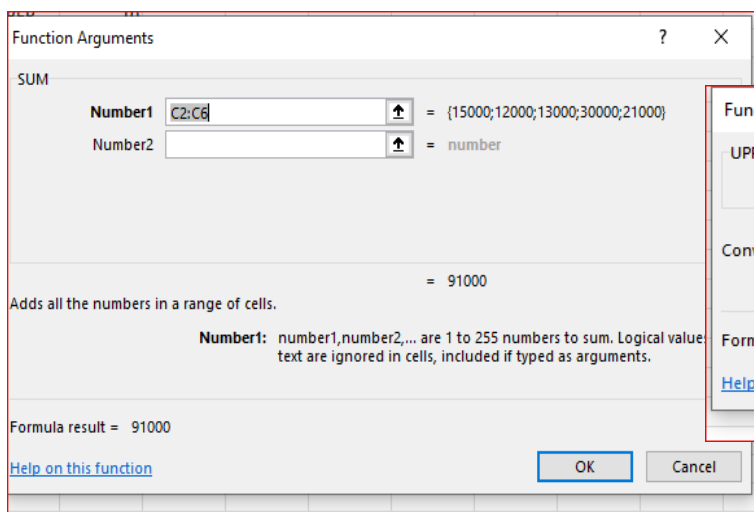 Function Arguments ? X
SUM
Number1 C2:C6 = {15000;12000;13000;30000;21000}
Number2 = number
= 91000
Adds all the numbers in a range of cells.
Number1: number1,number2,... are 1 to 255 numbers to sum. Logical value
text are ignored in cells, included if typed as arguments.
Formula result = 91000
Help on this function
OK Cancel
Fun
UP
Con
Form
Help